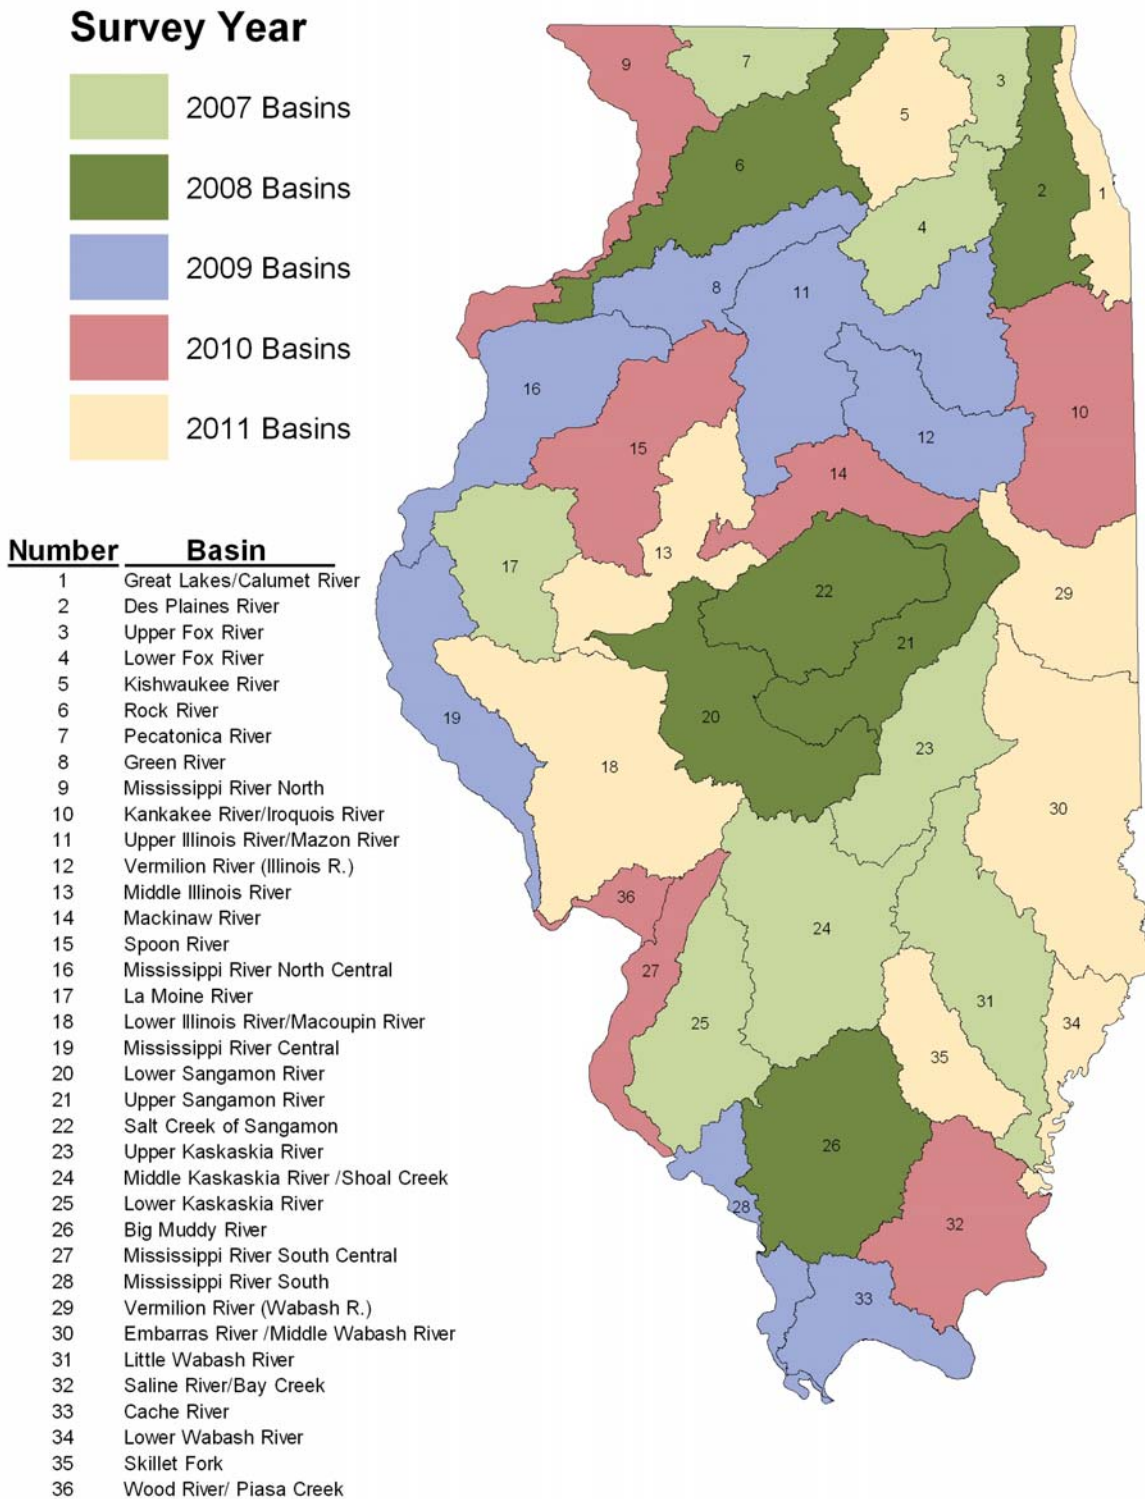 Survey Year
2007 Basins
2008 Basins
2009 Basins
2010 Basins
2011 Basins
Number Basin
1 Great Lakes/Calumet River
2 Des Plaines River
3 Upper Fox River
4 Lower Fox River
5 Kishwaukee River
6 Rock River
7 Pecatonica River
8 Green River
9 Mississippi River North
10 Kankakee River/Iroquois River
11 Upper Illinois River/Mazon River
12 Vermilion River (Illinois R.)
13 Middle Illinois River
14 Mackinaw River
15 Spoon River
16 Mississippi River North Central
17 La Moine River
18 Lower Illinois River/Macoupin River
19 Mississippi River Central
20 Lower Sangamon River
21 Upper Sangamon River
22 Salt Creek of Sangamon
23 Upper Kaskaskia River
24 Middle Kaskaskia River /Shoal Creek
25 Lower Kaskaskia River
26 Big Muddy River
27 Mississippi River South Central
28 Mississippi River South
29 Vermilion River (Wabash R.)
30 Embarras River /Middle Wabash River
31 Little Wabash River
32 Saline River/Bay Creek
33 Cache River
34 Lower Wabash River
35 Skillet Fork
36 Wood River/ Piasa Creek
9
7
3
5
6
2
1
4
8
11
16
10
12
15
14
13
17
22
29
21
19
20
23
18
30
36
24
27
31
25
34
35
26
28
32
33